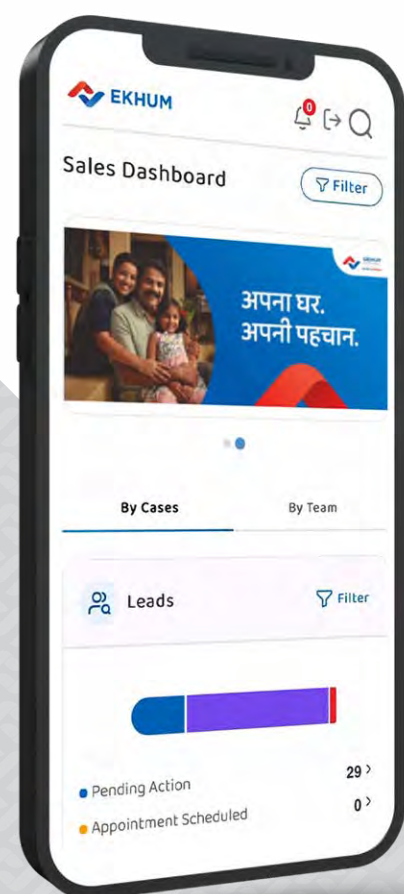 EKHUM
0
Sales Dashboard
Filter
अपना घर.
अपनी पहचान.
By Cases
By Team
Leads
Filter
Pending Action
29
Appointment Scheduled
0